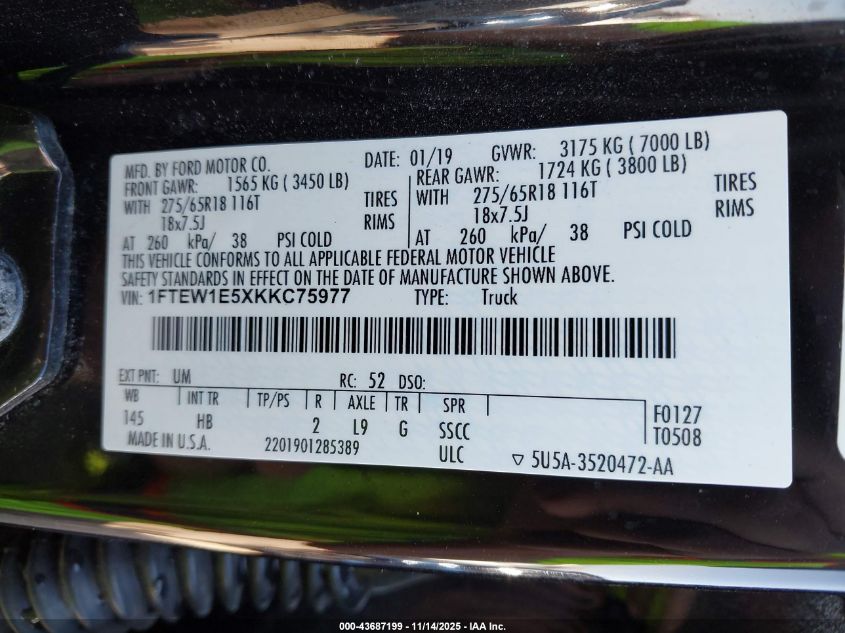 MFD. BY FORD MOTOR CO. DATE: 01/19 GVWR: 3175 KG ( 7000 LB)
FRONT GAWR: 1565 KG ( 3450 LB) REAR GAWR: 1724 KG ( 3800 LB)
WITH 275/65R18 116T TIRES WITH 275/65R18 116T TIRES
18x7.5J RIMS 18x7.5J RIMS
AT 260 kPa/ 38 PSI COLD AT 260 kPa/ 38 PSI COLD
THIS VEHICLE CONFORMS TO ALL APPLICABLE FEDERAL MOTOR VEHICLE
SAFETY STANDARDS IN EFFECT ON THE DATE OF MANUFACTURE SHOWN ABOVE.
VIN: 1FTEW1E5XKKC75977 TYPE: Truck
EXT PNT: UM RC: 52 DSO:
WB INT TR TP/PS R AXLE TR SPR
145 HB 2 L9 G SSCC F0127
MADE IN U.S.A. 2201901285389 ULC T0508
▽ 5U5A-3520472-AA
000-43687199 - 11/14/2025 - IAA Inc.